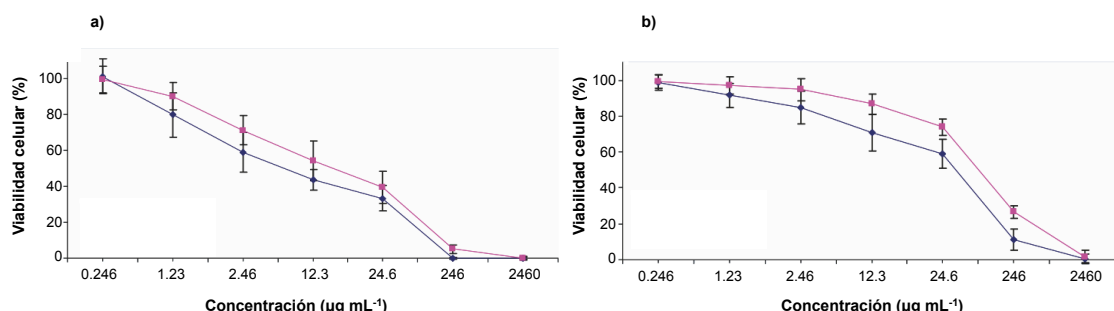 a)
Viabilidad celular (%)
100
80
60
40
20
0
0.246 1.23 2.46 12.3 24.6 246 2460
Concentración (µg mL-1)
b)
Viabilidad celular (%)
100
80
60
40
20
0
0.246 1.23 2.46 12.3 24.6 246 2460
Concentración (µg mL-1)